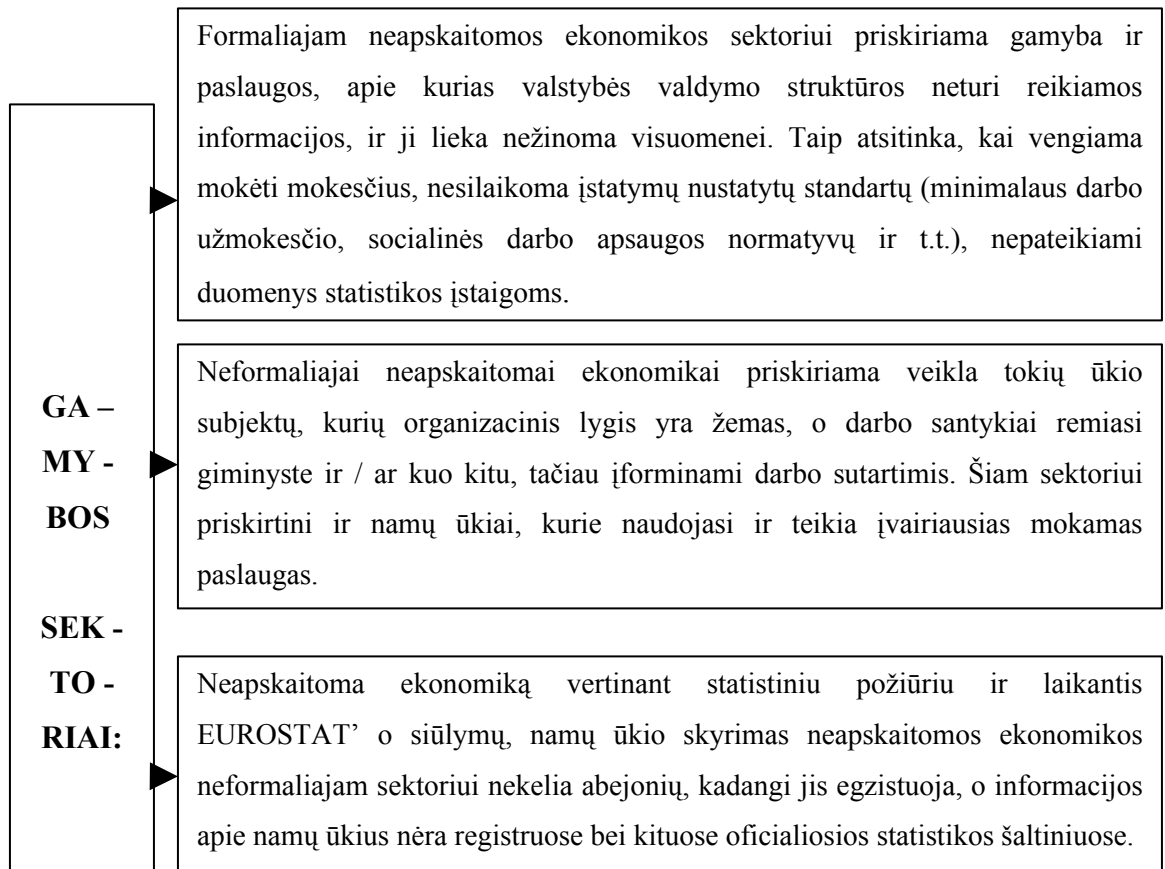 Formaliajam neapskaitomos ekonomikos sektoriui priskiriama gamyba ir
paslaugos, apie kurias valstybės valdymo struktūros neturi reikiamos
informacijos, ir ji lieka nežinoma visuomenei. Taip atsitinka, kai vengiama
mokėti mokesčius, nesilaikoma įstatymų nustatytų standartų (minimalaus darbo
užmokesčio, socialinės darbo apsaugos normatyvų ir t.t.), nepateikiami
duomenys statistikos įstaigoms.
GA –
MY -
BOS
SEK -
TO -
RIAI:
Neformaliajai neapskaitomai ekonomikai priskiriama veikla tokių ūkio
subjektų, kurių organizacinis lygis yra žemas, o darbo santykiai remiasi
giminyste ir / ar kuo kitu, tačiau įforminami darbo sutartimis. Šiam sektoriui
priskirtini ir namų ūkiai, kurie naudojasi ir teikia įvairiausias mokamas
paslaugas.
Neapskaitoma ekonomiką vertinant statistiniu požiūriu ir laikantis
EUROSTAT’ o siūlymų, namų ūkio skyrimas neapskaitomos ekonomikos
neformaliajam sektoriui nekelia abejonių, kadangi jis egzistuoja, o informacijos
apie namų ūkius nėra registruose bei kituose oficialiosios statistikos šaltiniuose.